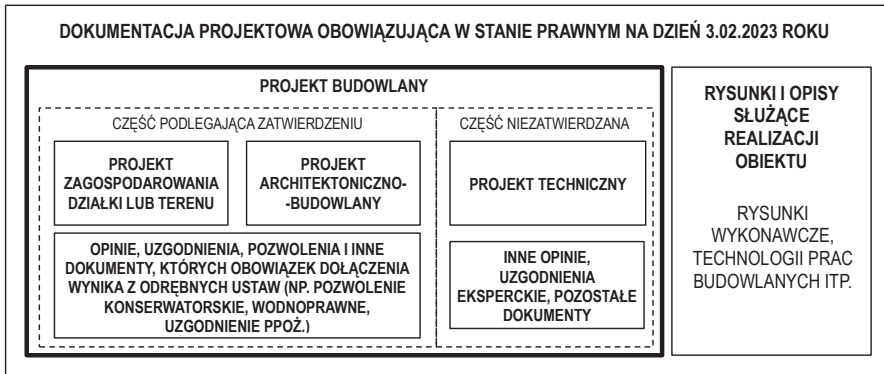 DOKUMENTACJA PROJEKTOWA OBOWIĄZUJĄCA W STANIE PRAWNYM NA DZIEŃ 3.02.2023 ROKU
PROJEKT BUDOWLANY
CZĘŚĆ PODLEGAJĄCA ZATWIERDZENIU
PROJEKT
ZAGOSPODAROWANIA
DZIAŁKI LUB TERENU
PROJEKT
ARCHITEKTONICZNO-
-BUDOWLANY
OPINIE, UZGODNIENIA, POZWOLENIA I INNE
DOKUMENTY, KTÓRYCH OBOWIĄZEK DOŁĄCZENIA
WYNIKA Z ODRĘBNYCH USTAW (NP. POZWOLENIE
KONSERWATORSKIE, WODNOPRAWNE,
UZGODNIENIE PPOŻ.)
CZĘŚĆ NIEZATWIERDZANA
PROJEKT TECHNICZNY
INNE OPINIE,
UZGODNIENIA
EKSPERCKIE, POZOSTAŁE
DOKUMENTY
RYSUNKI I OPISY
SŁUŻĄCE
REALIZACJI
OBIEKTU
RYSUNKI
WYKONAWCZE,
TECHNOLOGII PRAC
BUDOWLANYCH ITP.